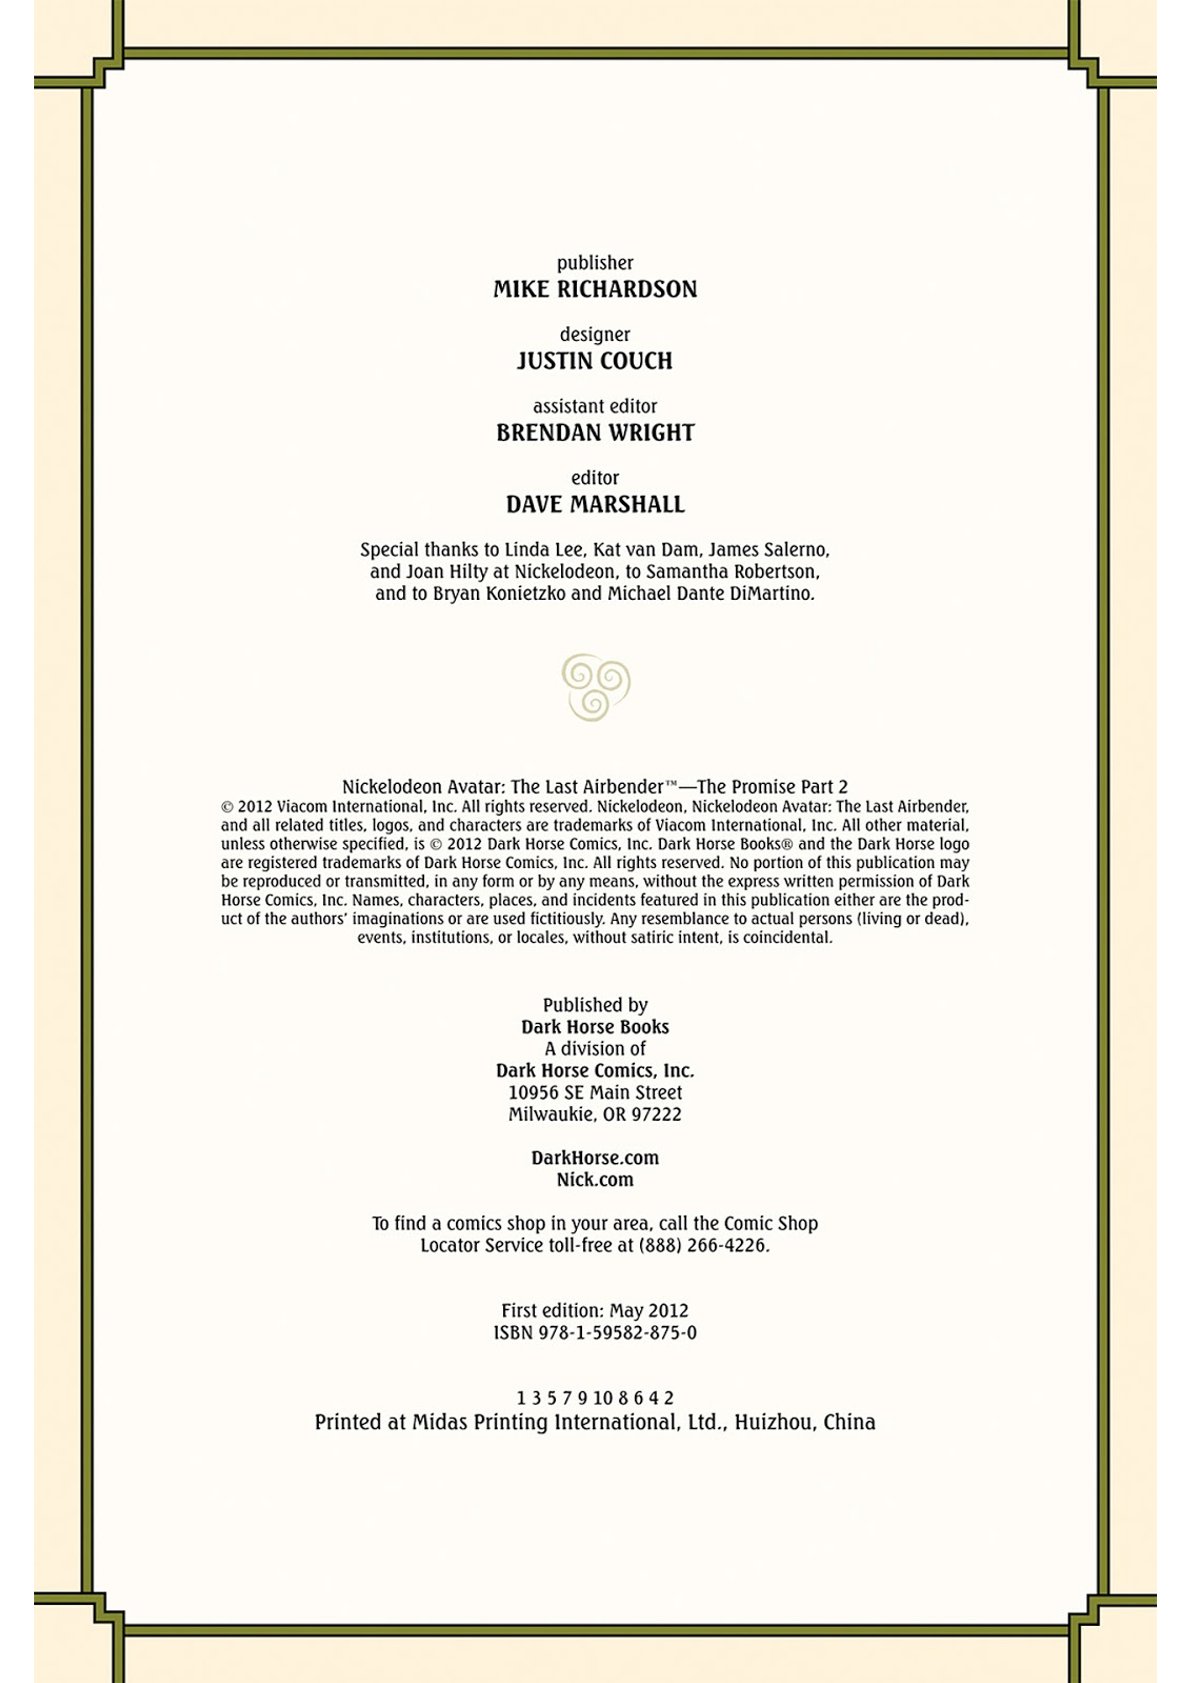 publisher
MIKE RICHARDSON
designer
JUSTIN COUCH
assistant editor
BRENDAN WRIGHT
editor
DAVE MARSHALL
Special thanks to Linda Lee, Kat van Dam, James Salerno,
and Joan Hilty at Nickelodeon, to Samantha Robertson,
and to Bryan Konietzko and Michael Dante DiMartino.
Nickelodeon Avatar: The Last Airbender™—The Promise Part 2
© 2012 Viacom International, Inc. All rights reserved. Nickelodeon, Nickelodeon Avatar: The Last Airbender,
and all related titles, logos, and characters are trademarks of Viacom International, Inc. All other material,
unless otherwise specified, is © 2012 Dark Horse Comics, Inc. Dark Horse Books® and the Dark Horse logo
are registered trademarks of Dark Horse Comics, Inc. All rights reserved. No portion of this publication may
be reproduced or transmitted, in any form or by any means, without the express written permission of Dark
Horse Comics, Inc. Names, characters, places, and incidents featured in this publication either are the prod-
uct of the authors' imaginations or are used fictitiously. Any resemblance to actual persons (living or dead),
events, institutions, or locales, without satiric intent, is coincidental.
Published by
Dark Horse Books
A division of
Dark Horse Comics, Inc.
10956 SE Main Street
Milwaukie, OR 97222
DarkHorse.com
Nick.com
To find a comics shop in your area, call the Comic Shop
Locator Service toll-free at (888) 266-4226.
First edition: May 2012
ISBN 978-1-59582-875-0
1 3 5 7 9 10 8 6 4 2
Printed at Midas Printing International, Ltd., Huizhou, China